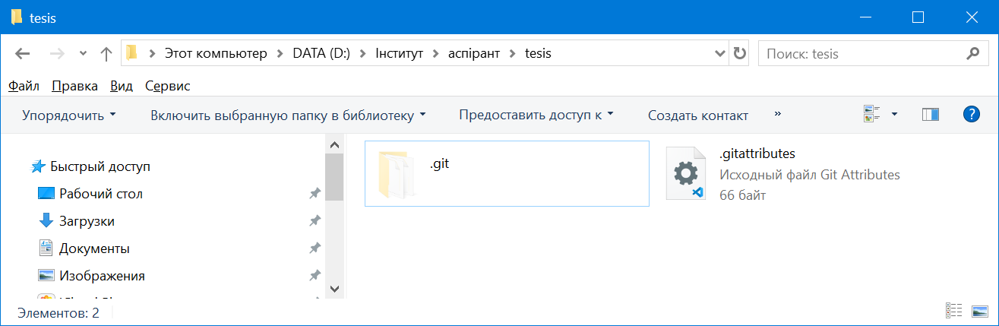 tesis
Этот компьютер DATA (D:) Інститут аспірант tesis
Поиск: tesis
Файл Правка Вид Сервис
Упорядочить Включить выбранную папку в библиотеку Предоставить доступ к Создать контакт »
Быстрый доступ
Рабочий стол
Загрузки
Документы
Изображения
.git
.gitattributes
Исходный файл Git Attributes
66 байт
Элементов: 2